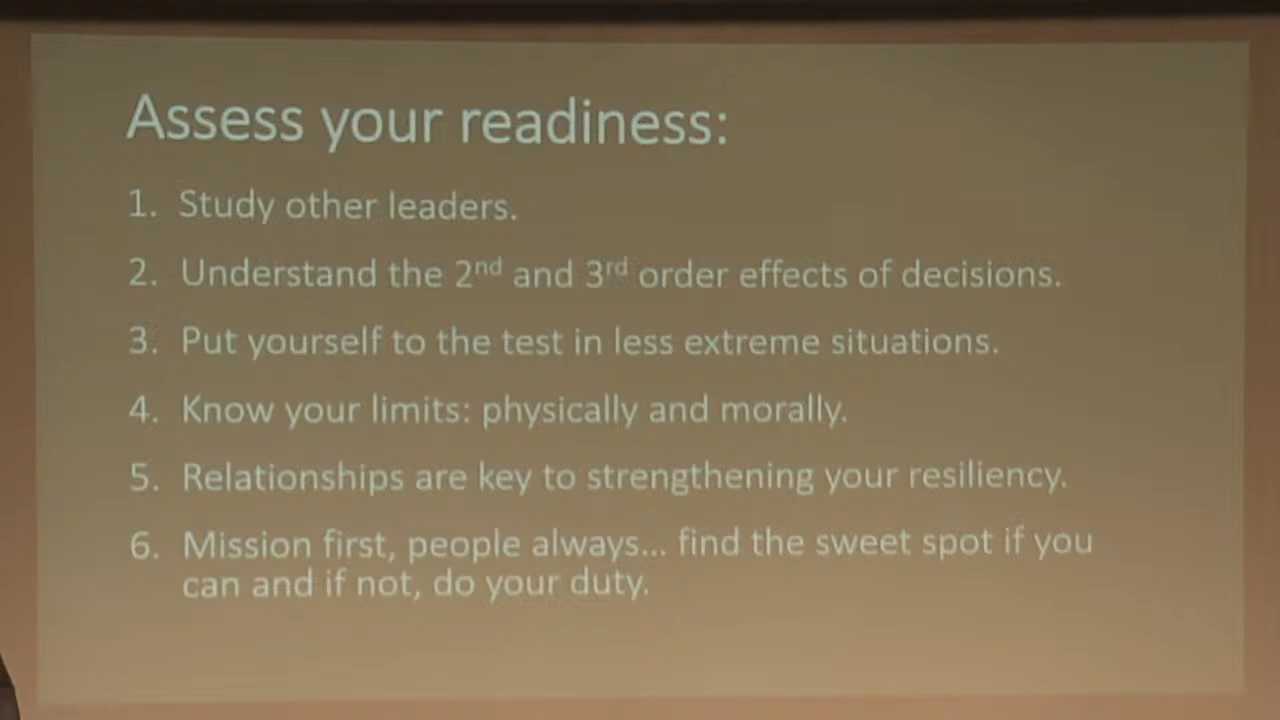 Assess your readiness:
1. Study other leaders.
2. Understand the 2nd and 3rd order effects of decisions.
3. Put yourself to the test in less extreme situations.
4. Know your limits: physically and morally.
5. Relationships are key to strengthening your resiliency.
6. Mission first, people always... find the sweet spot if you
can and if not, do your duty.